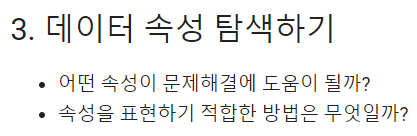 3. 데이터 속성 탐색하기
• 어떤 속성이 문제해결에 도움이 될까?
• 속성을 표현하기 적합한 방법은 무엇일까?